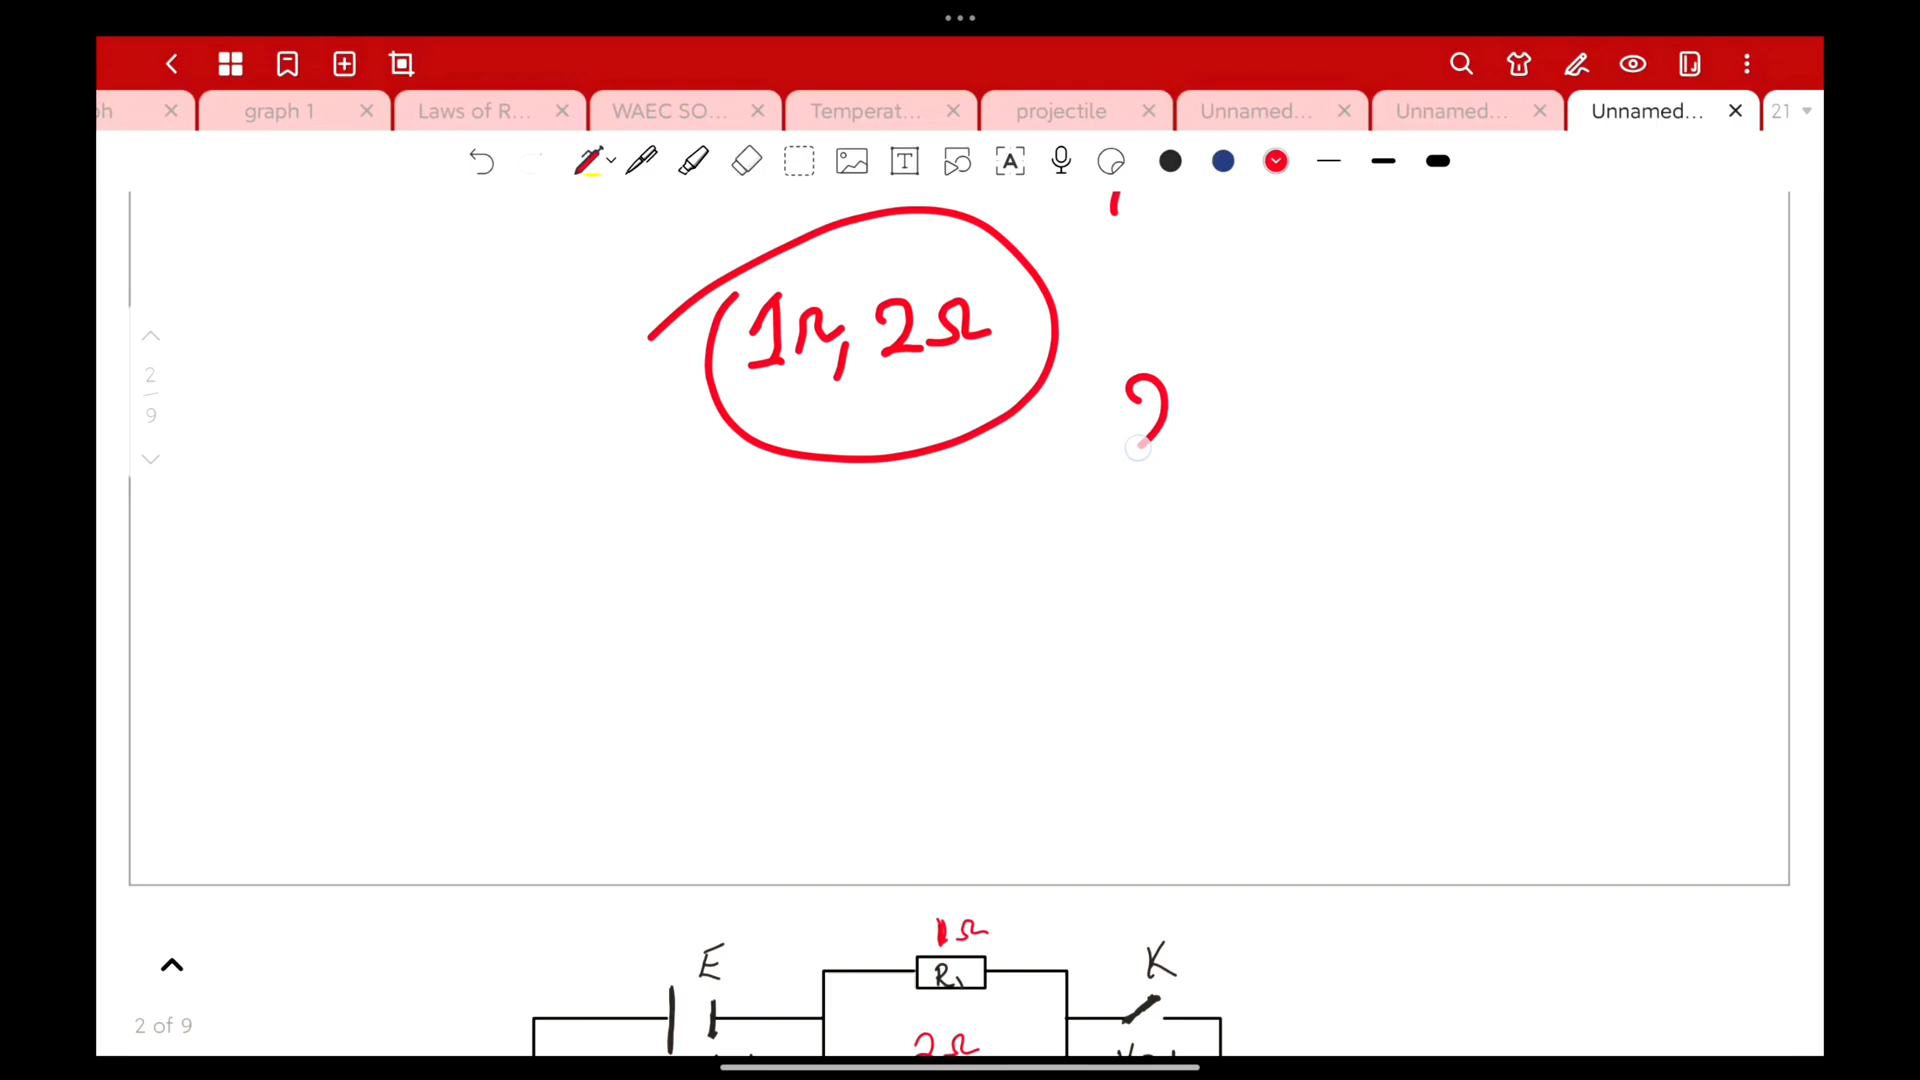 ph
graph 1
Laws of R...
WAEC SO...
Temperat...
projectile
Unnamed...
Unnamed...
Unnamed...
21
T
A
1Ω, 2Ω
2
9
1Ω
E
R₁
K
2 of 9
2Ω